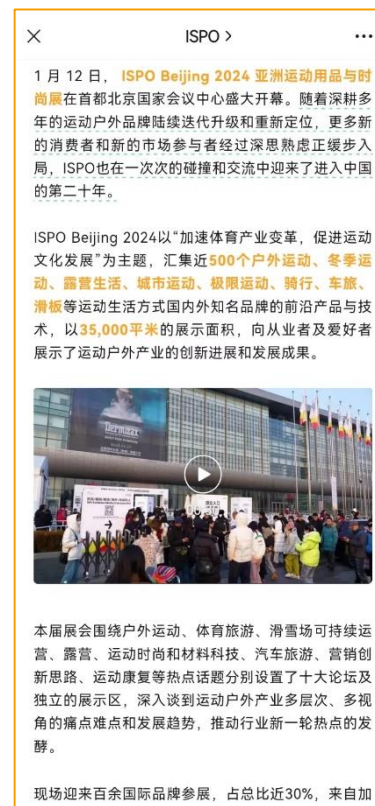 ISPO >
1 月 12 日，ISPO Beijing 2024 亚洲运动用品与时
尚展在首都北京国家会议中心盛大开幕。随着深耕多
年的运动户外品牌陆续迭代升级和重新定位，更多新
的消费者和新的市场参与者经过深思熟虑正缓步入
局，ISPO也在一次次的碰撞和交流中迎来了进入中国
的第二十年。
ISPO Beijing 2024以“加速体育产业变革，促进运动
文化发展”为主题，汇集近500个户外运动、冬季运
动、露营生活、城市运动、极限运动、骑行、车旅、
滑板等运动生活方式国内外知名品牌的前沿产品与技
术，以35,000平米的展示面积，向从业者及爱好者
展示了运动户外产业的创新进展和发展成果。
Dermizax
本届展会围绕户外运动、体育旅游、滑雪场可持续运
营、露营、运动时尚和材料科技、汽车旅游、营销创
新思路、运动康复等热点话题分别设置了十大论坛及
独立的展示区，深入谈到运动户外产业多层次、多视
角的痛点难点和发展趋势，推动行业新一轮热点的发
酵。
现场迎来百余国际品牌参展，占总比近30%，来自加